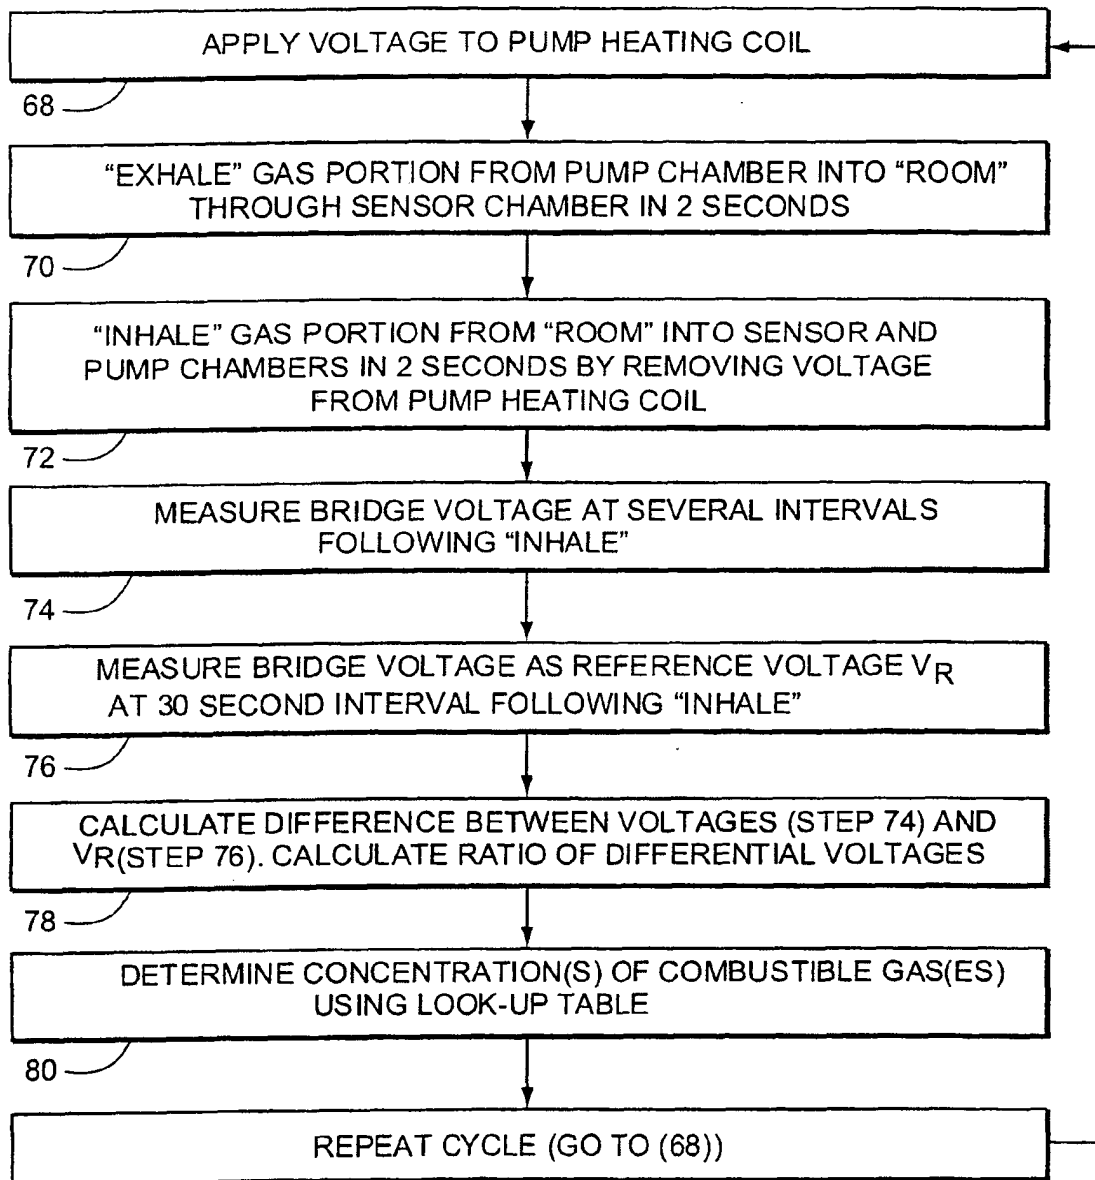 APPLY VOLTAGE TO PUMP HEATING COIL
68
“EXHALE” GAS PORTION FROM PUMP CHAMBER INTO “ROOM”
THROUGH SENSOR CHAMBER IN 2 SECONDS
70
“INHALE” GAS PORTION FROM “ROOM” INTO SENSOR AND
PUMP CHAMBERS IN 2 SECONDS BY REMOVING VOLTAGE
FROM PUMP HEATING COIL
72
MEASURE BRIDGE VOLTAGE AT SEVERAL INTERVALS
FOLLOWING “INHALE”
74
MEASURE BRIDGE VOLTAGE AS REFERENCE VOLTAGE VR
AT 30 SECOND INTERVAL FOLLOWING “INHALE”
76
CALCULATE DIFFERENCE BETWEEN VOLTAGES (STEP 74) AND
VR(STEP 76). CALCULATE RATIO OF DIFFERENTIAL VOLTAGES
78
DETERMINE CONCENTRATION(S) OF COMBUSTIBLE GAS(ES)
USING LOOK-UP TABLE
80
REPEAT CYCLE (GO TO (68))